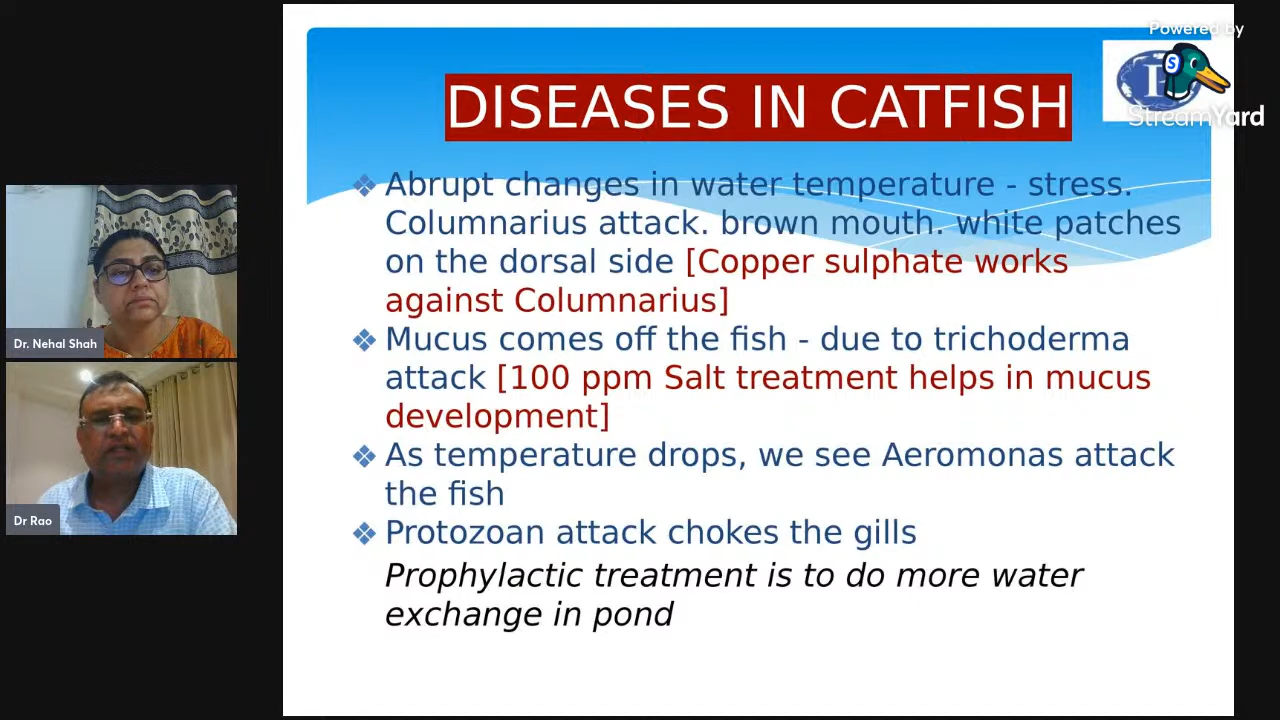 Powered by
StreamYard
DISEASES IN CATFISH
❖ Abrupt changes in water temperature - stress.
Columnarius attack. brown mouth. white patches
on the dorsal side [Copper sulphate works
against Columnarius]
❖ Mucus comes off the fish - due to trichoderma
attack [100 ppm Salt treatment helps in mucus
development]
❖ As temperature drops, we see Aeromonas attack
the fish
❖ Protozoan attack chokes the gills
Prophylactic treatment is to do more water
exchange in pond
Dr. Nehal Shah
Dr Rao